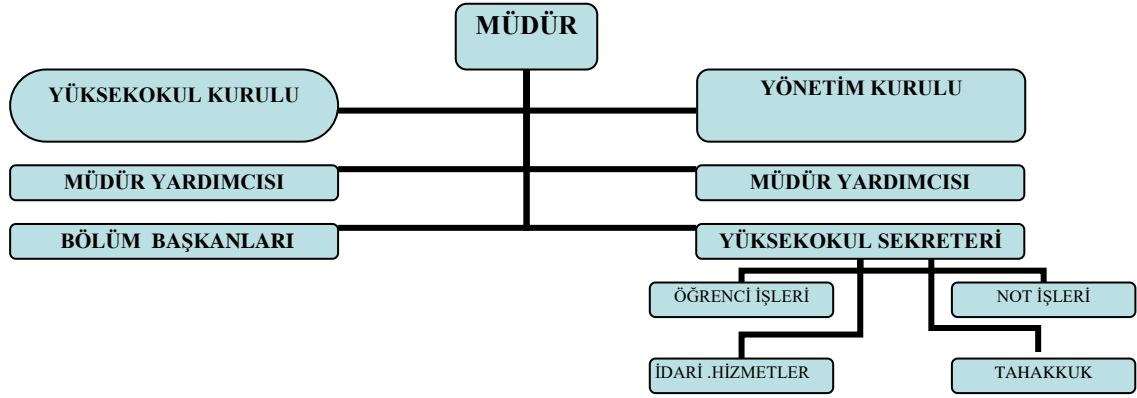 MÜDÜR
YÜKSEKOKUL KURULU
YÖNETİM KURULU
MÜDÜR YARDIMCISI
MÜDÜR YARDIMCISI
BÖLÜM BAŞKANLARI
YÜKSEKOKUL SEKRETERİ
ÖĞRENCİ İŞLERİ
NOT İŞLERİ
İDARİ .HİZMETLER
TAHAKKUK